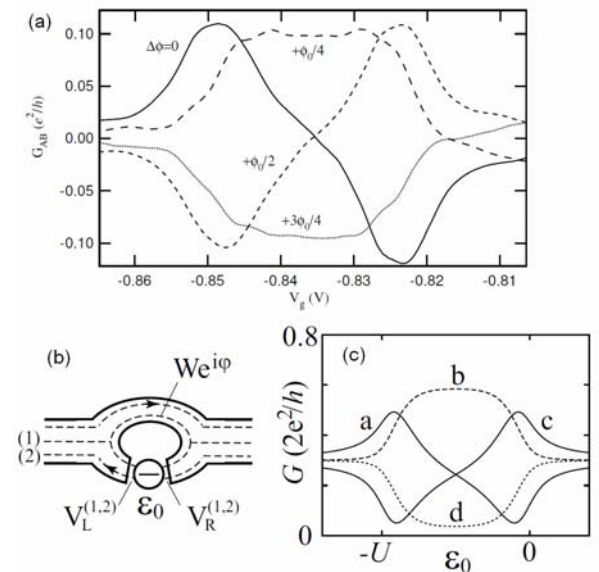 (a)
0.10
0.05
0.00
-0.05
-0.10
G_AB (e²/h)
Δϕ=0
+ϕ₀/4
+ϕ₀/2
+3ϕ₀/4
-0.86
-0.85
-0.84
-0.83
-0.82
-0.81
V_g (V)
(b)
We^{iφ}
(1)
(2)
V_L^{(1,2)}
ε₀
V_R^{(1,2)}
(c)
0.8
G (2e²/h)
0
a
b
c
d
-U
ε₀
0